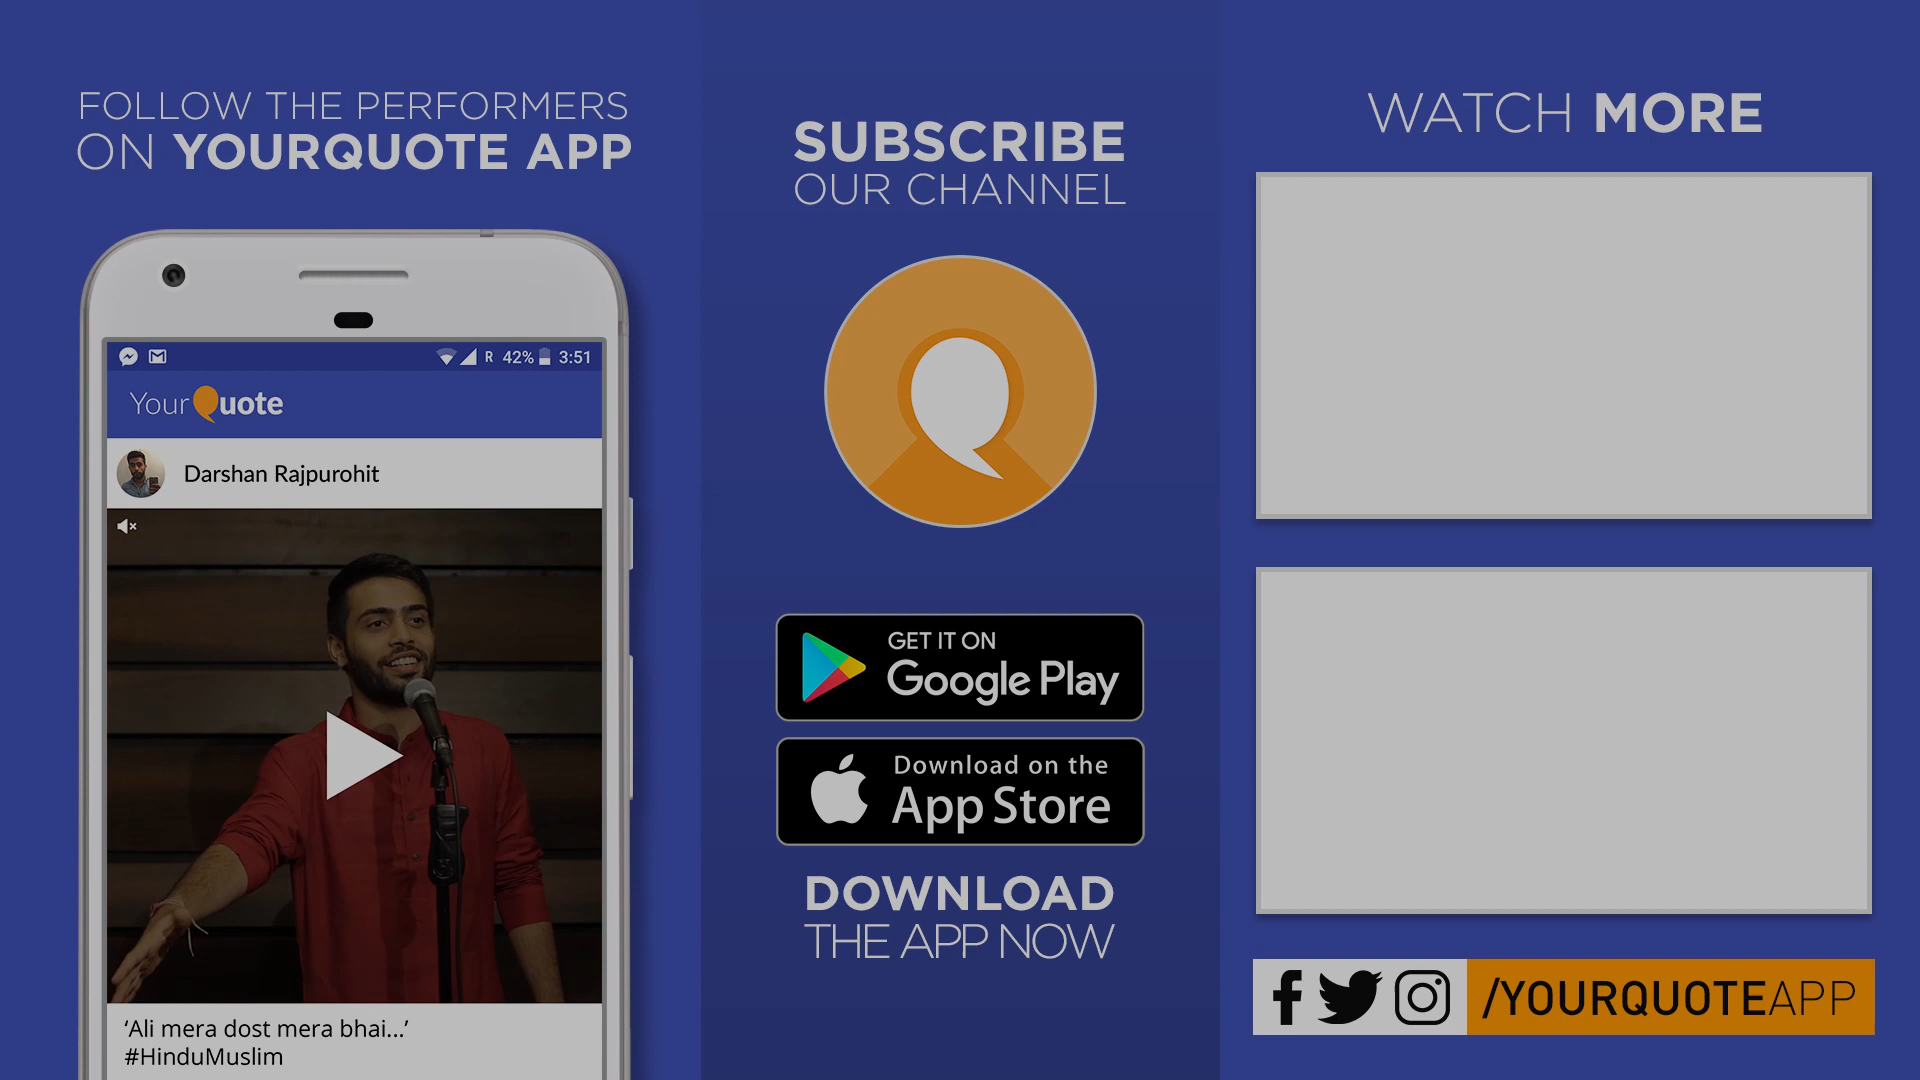 FOLLOW THE PERFORMERS
ON YOURQUOTE APP
R 42% 3:51
YourQuote
Darshan Rajpurohit
‘Ali mera dost mera bhai...’
#HinduMuslim
SUBSCRIBE
OUR CHANNEL
GET IT ON
Google Play
Download on the
App Store
DOWNLOAD
THE APP NOW
WATCH MORE
/YOURQUOTEAPP